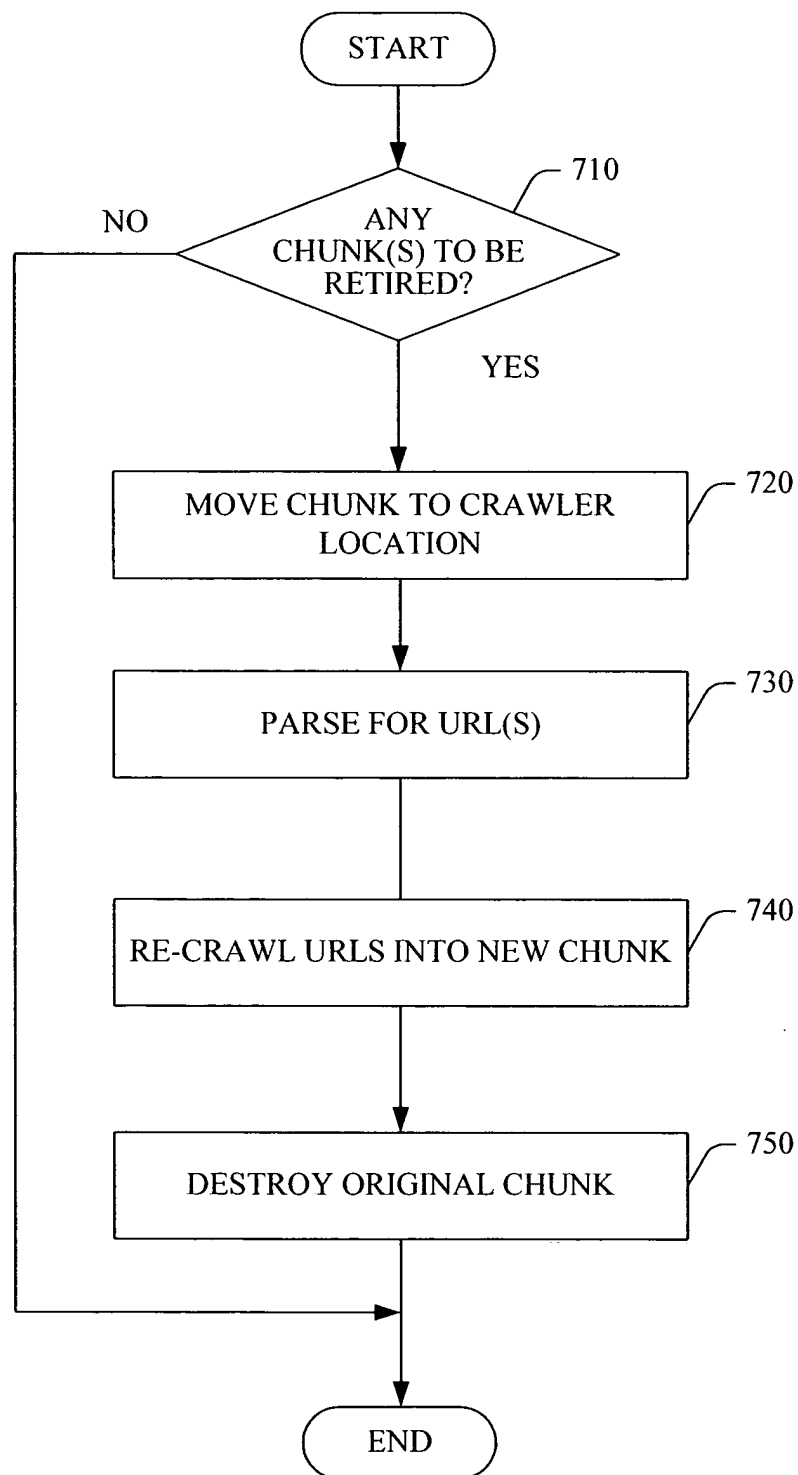 START
710
NO
ANY
CHUNK(S) TO BE
RETIRED?
YES
720
MOVE CHUNK TO CRAWLER
LOCATION
730
PARSE FOR URL(S)
740
RE-CRAWL URLS INTO NEW CHUNK
750
DESTROY ORIGINAL CHUNK
END